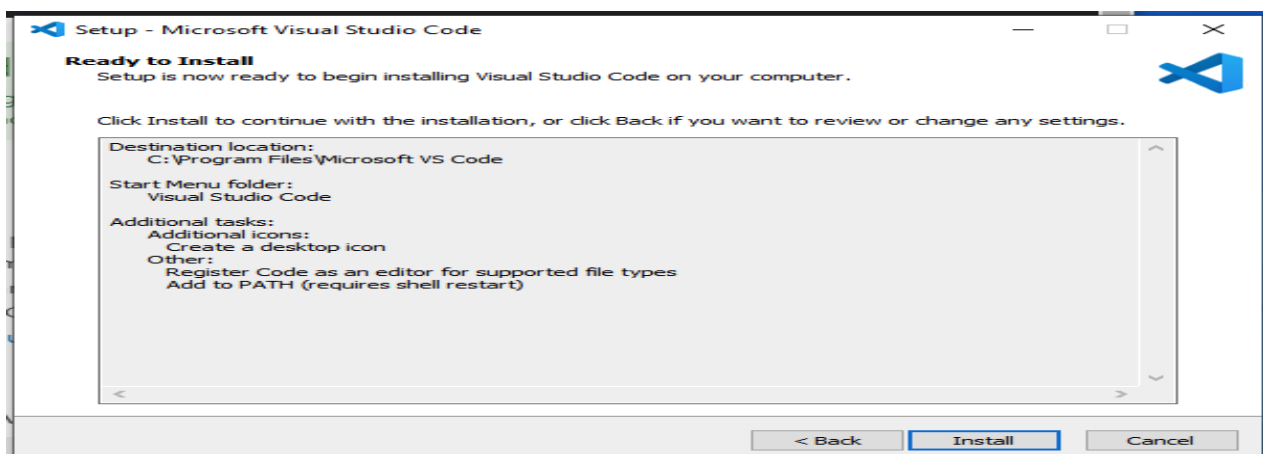 Setup - Microsoft Visual Studio Code
Ready to Install
Setup is now ready to begin installing Visual Studio Code on your computer.
Click Install to continue with the installation, or click Back if you want to review or change any settings.
Destination location:
C:\Program Files\Microsoft VS Code
Start Menu folder:
Visual Studio Code
Additional tasks:
Additional icons:
Create a desktop icon
Other:
Register Code as an editor for supported file types
Add to PATH (requires shell restart)
< Back Install Cancel